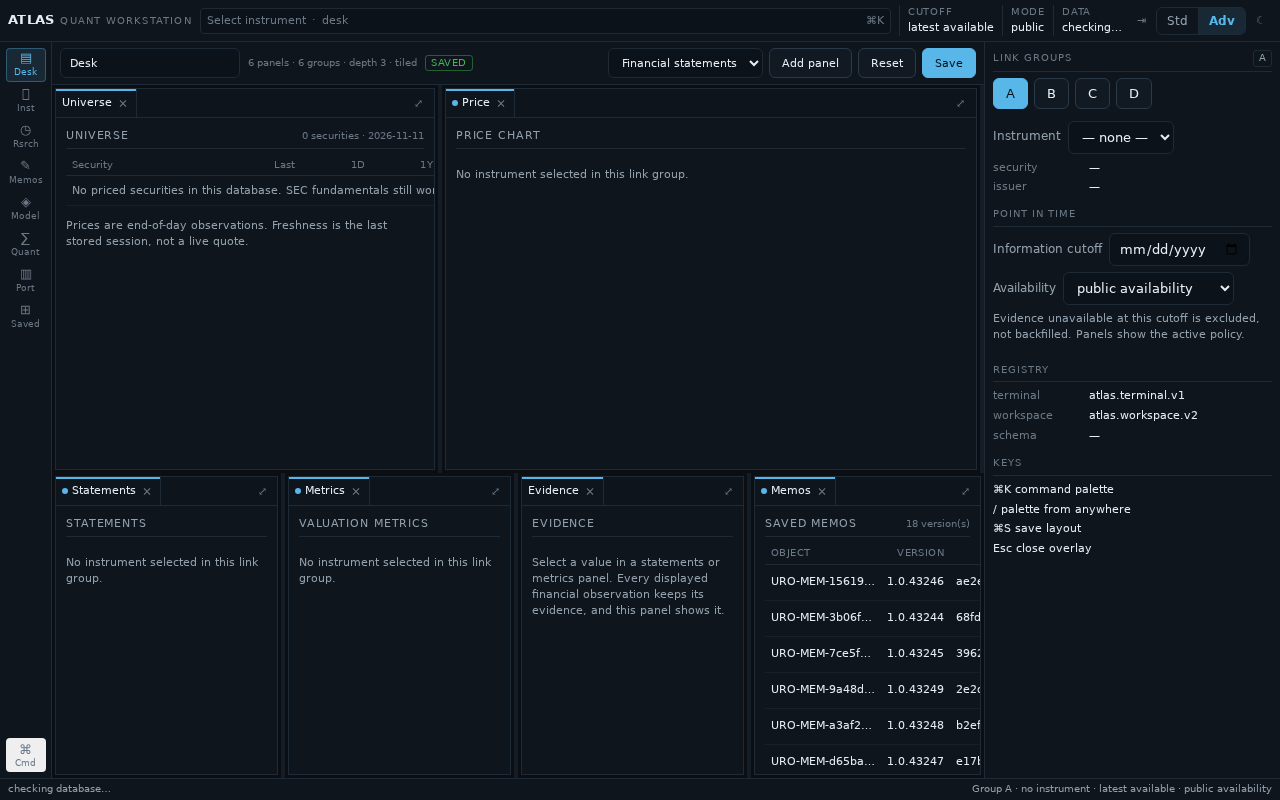 ATLAS QUANT WORKSTATION
Select instrument · desk ⌘K
CUTOFF
latest available
MODE
public
DATA
checking...
⇥
Std Adv
☾
Desk
Inst
Rsrch
Memos
Model
Quant
Port
Saved
Cmd
Desk 6 panels · 6 groups · depth 3 · tiled SAVED
Financial statements Add panel Reset Save
Universe ×
UNIVERSE 0 securities · 2026-11-11
Security Last 1D 1Y
No priced securities in this database. SEC fundamentals still wor
Prices are end-of-day observations. Freshness is the last
stored session, not a live quote.
Price ×
PRICE CHART
No instrument selected in this link group.
Statements ×
STATEMENTS
No instrument selected in this link
group.
Metrics ×
VALUATION METRICS
No instrument selected in this link
group.
Evidence ×
EVIDENCE
Select a value in a statements or
metrics panel. Every displayed
financial observation keeps its
evidence, and this panel shows it.
Memos ×
SAVED MEMOS 18 version(s)
OBJECT VERSION
URO-MEM-15619... 1.0.43246 ae2e
URO-MEM-3b06f... 1.0.43244 68fd
URO-MEM-7ce5f... 1.0.43245 3962
URO-MEM-9a48d... 1.0.43249 2e2c
URO-MEM-a3af2... 1.0.43248 b2ef
URO-MEM-d65ba... 1.0.43247 e17b
LINK GROUPS A
A B C D
Instrument — none —
security —
issuer —
POINT IN TIME
Information cutoff mm/dd/yyyy
Availability public availability
Evidence unavailable at this cutoff is excluded,
not backfilled. Panels show the active policy.
REGISTRY
terminal atlas.terminal.v1
workspace atlas.workspace.v2
schema —
KEYS
⌘K command palette
/ palette from anywhere
⌘S save layout
Esc close overlay
checking database...
Group A · no instrument · latest available · public availability